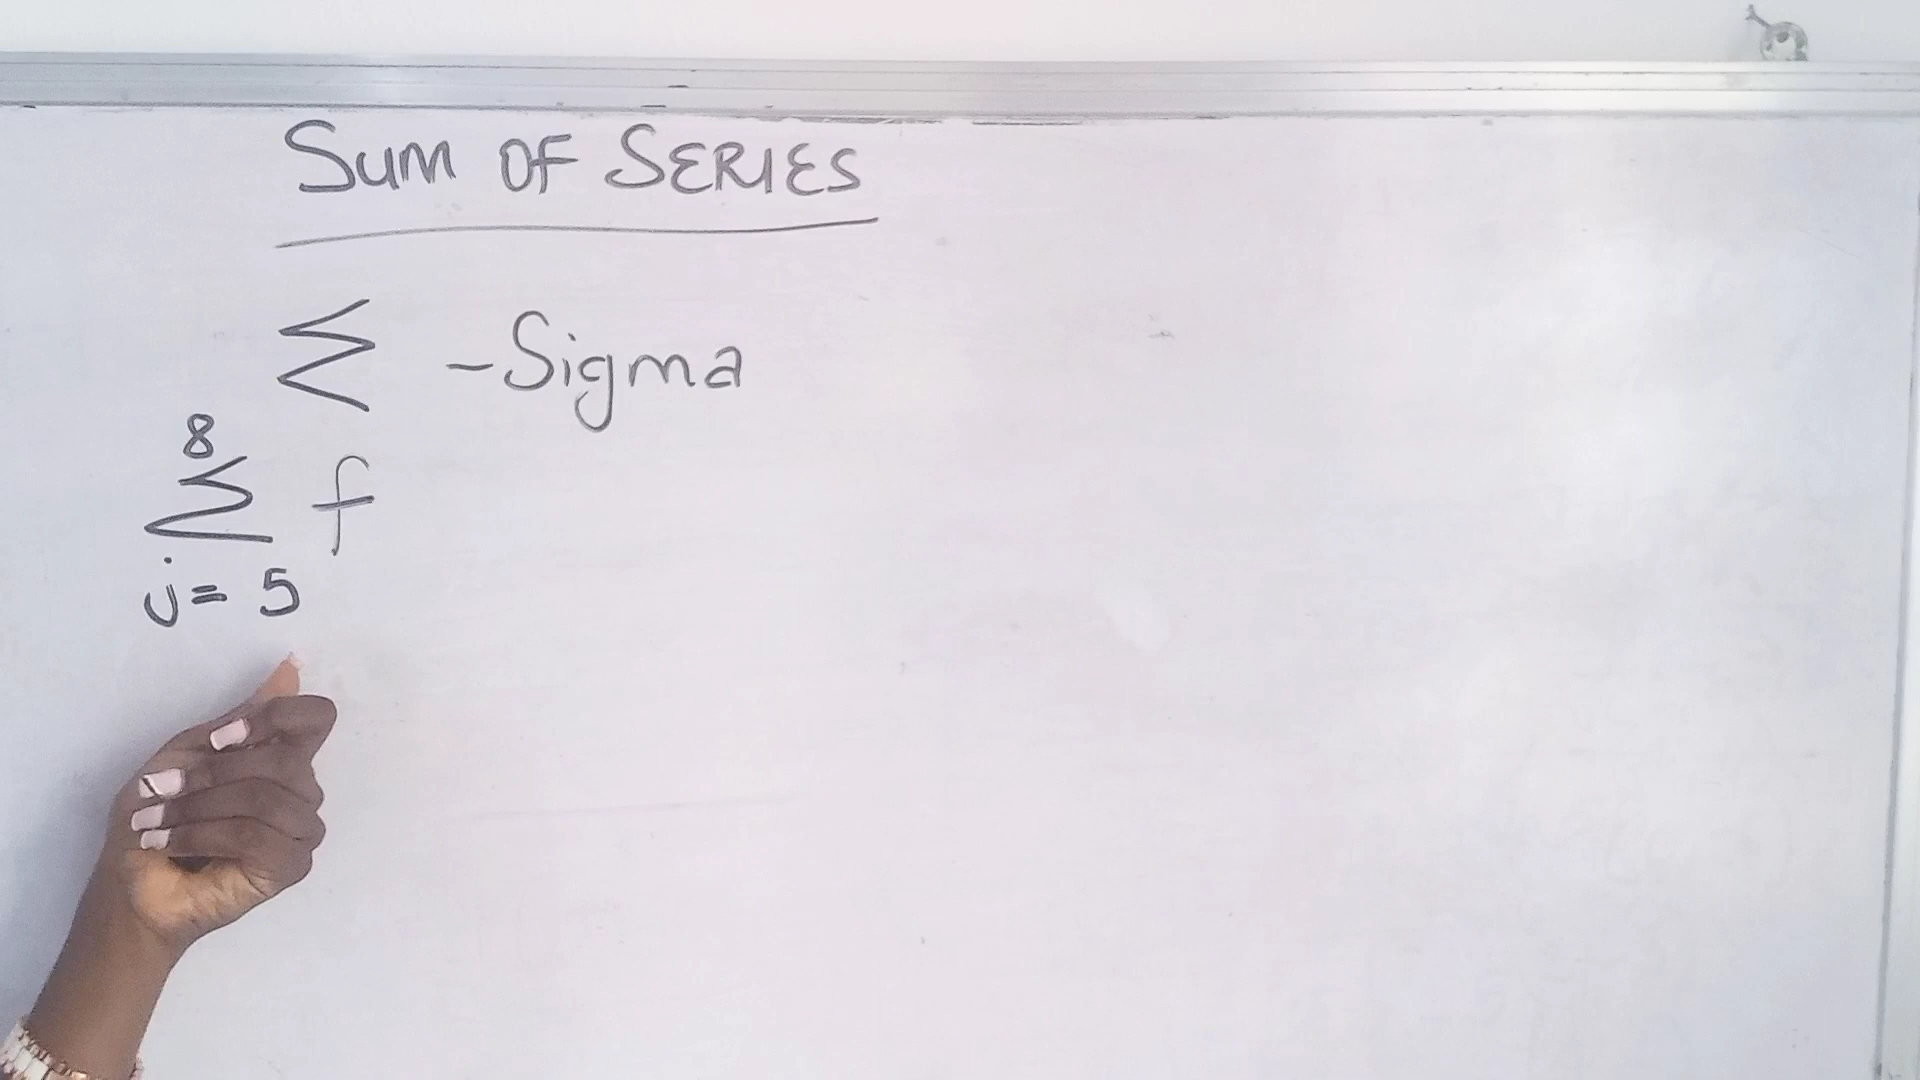 SUM OF SERIES
∑ -Sigma
8
∑ f
j= 5